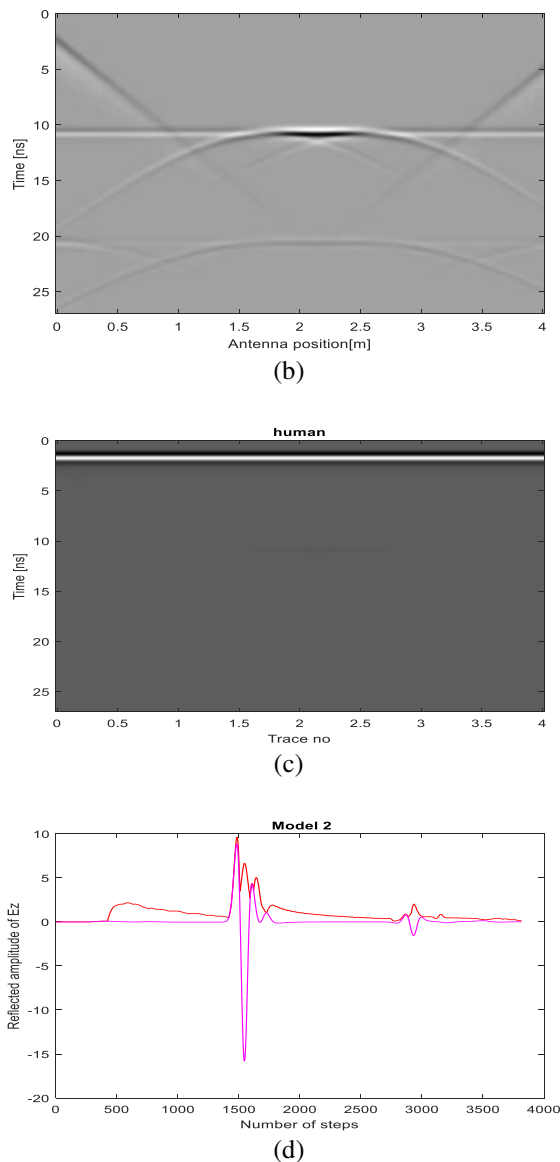 0
5
10
15
20
25
Time [ns]
0 0.5 1 1.5 2 2.5 3 3.5 4
Antenna position[m]
(b)
human
0
5
10
15
20
25
Time [ns]
0 0.5 1 1.5 2 2.5 3 3.5 4
Trace no
(c)
Model 2
10
5
0
-5
-10
-15
-20
Reflected amplitude of Ez
0 500 1000 1500 2000 2500 3000 3500 4000
Number of steps
(d)